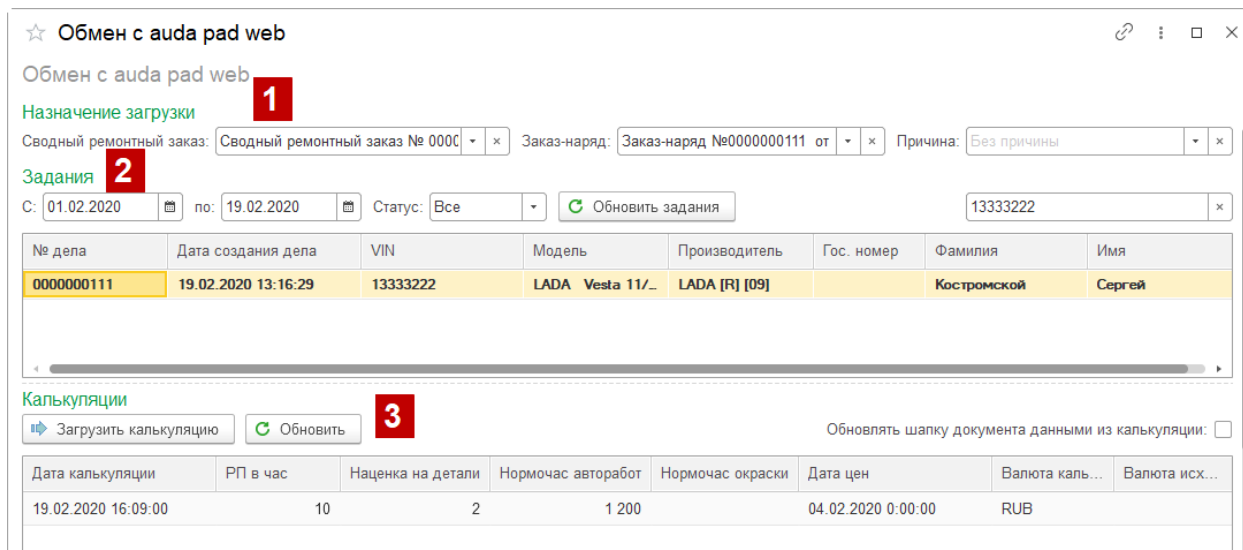 Обмен с auda pad web
Обмен с auda pad web
1
Назначение загрузки
Сводный ремонтный заказ: Сводный ремонтный заказ № 0000 Заказ-наряд: Заказ-наряд №0000000111 от Причина: Без причины
2
Задания
С: 01.02.2020 по: 19.02.2020 Статус: Все Обновить задания 13333222
№ дела Дата создания дела VIN Модель Производитель Гос. номер Фамилия Имя
0000000111 19.02.2020 13:16:29 13333222 LADA Vesta 11/... LADA [R] [09] Костромской Сергей
Калькуляции
3
Загрузить калькуляцию Обновить Обновлять шапку документа данными из калькуляции:
Дата калькуляции РП в час Наценка на детали Нормочас авторабот Нормочас окраски Дата цен Валюта каль... Валюта исх...
19.02.2020 16:09:00 10 2 1 200 04.02.2020 0:00:00 RUB